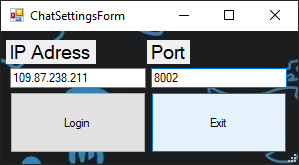 ChatSettingsForm
IP Adress Port
109.87.238.211 8002
Login Exit